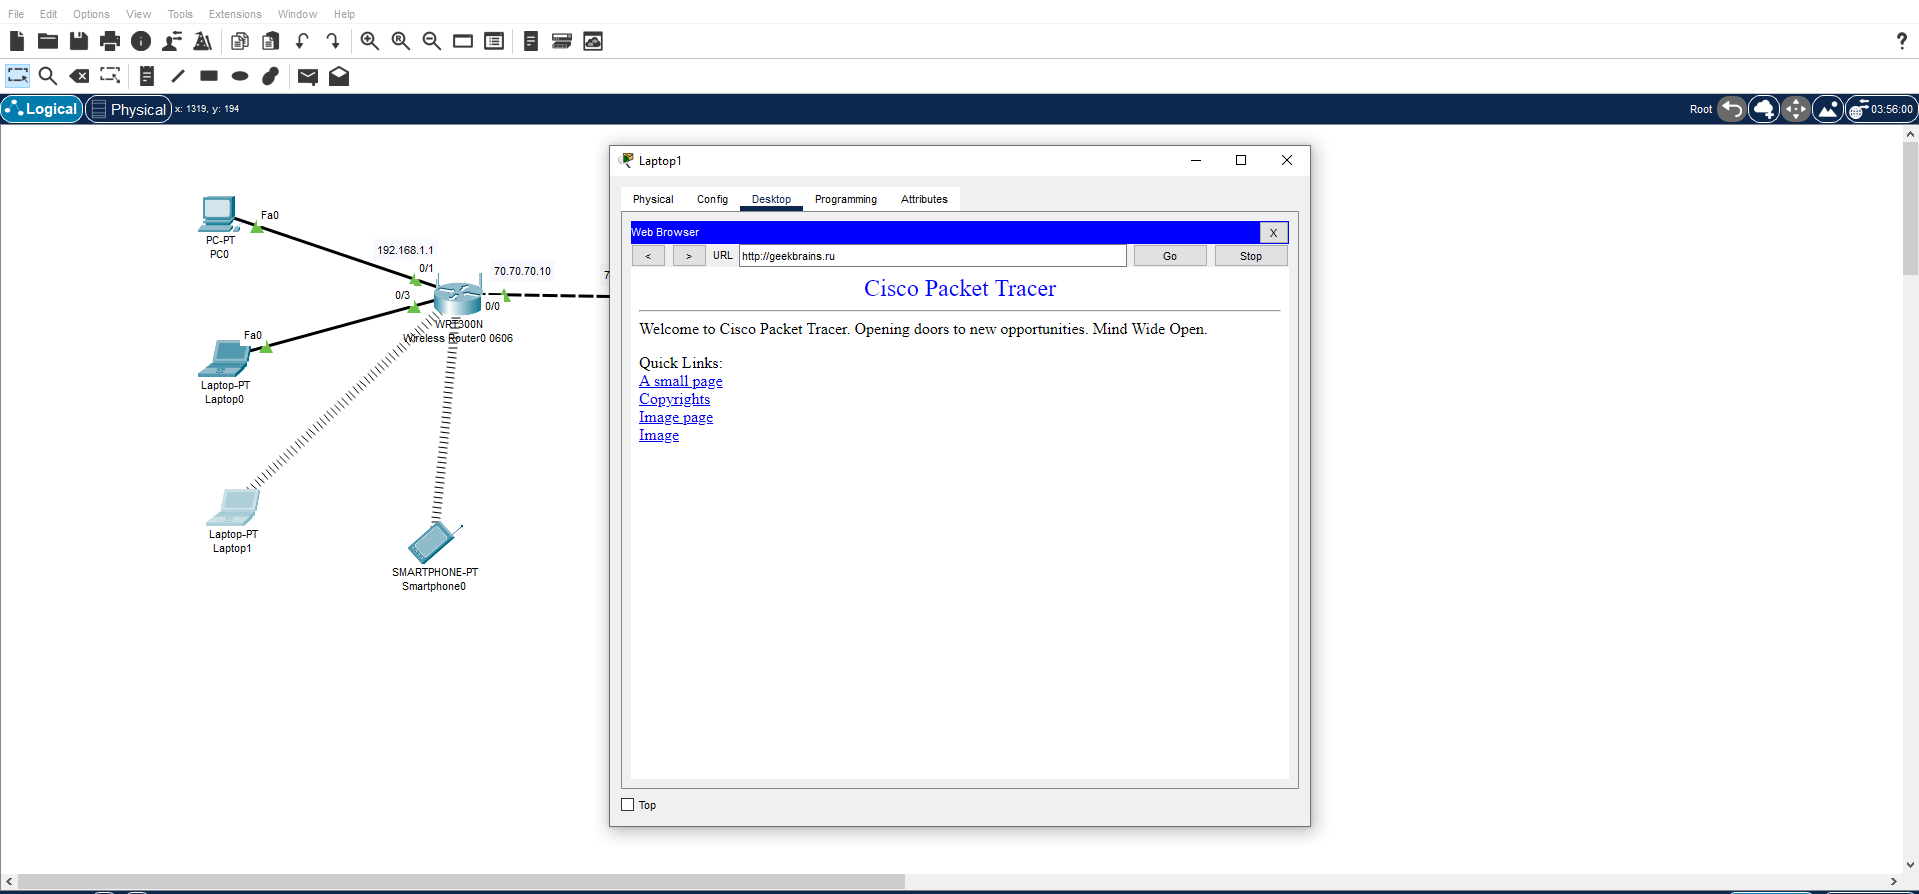 File Edit Options View Tools Extensions Window Help
?
Logical Physical x: 1319, y: 194 Root 03:56:00
Laptop1
Physical Config Desktop Programming Attributes
Web Browser X
< > URL http://geekbrains.ru Go Stop
Cisco Packet Tracer
Welcome to Cisco Packet Tracer. Opening doors to new opportunities. Mind Wide Open.
Quick Links:
A small page
Copyrights
Image page
Image
Top
Fa0
PC-PT
PC0
192.168.1.1
0/1
70.70.70.10
7
0/3
0/0
WRT300N
Wireless Router0 0606
Fa0
Laptop-PT
Laptop0
Laptop-PT
Laptop1
SMARTPHONE-PT
Smartphone0